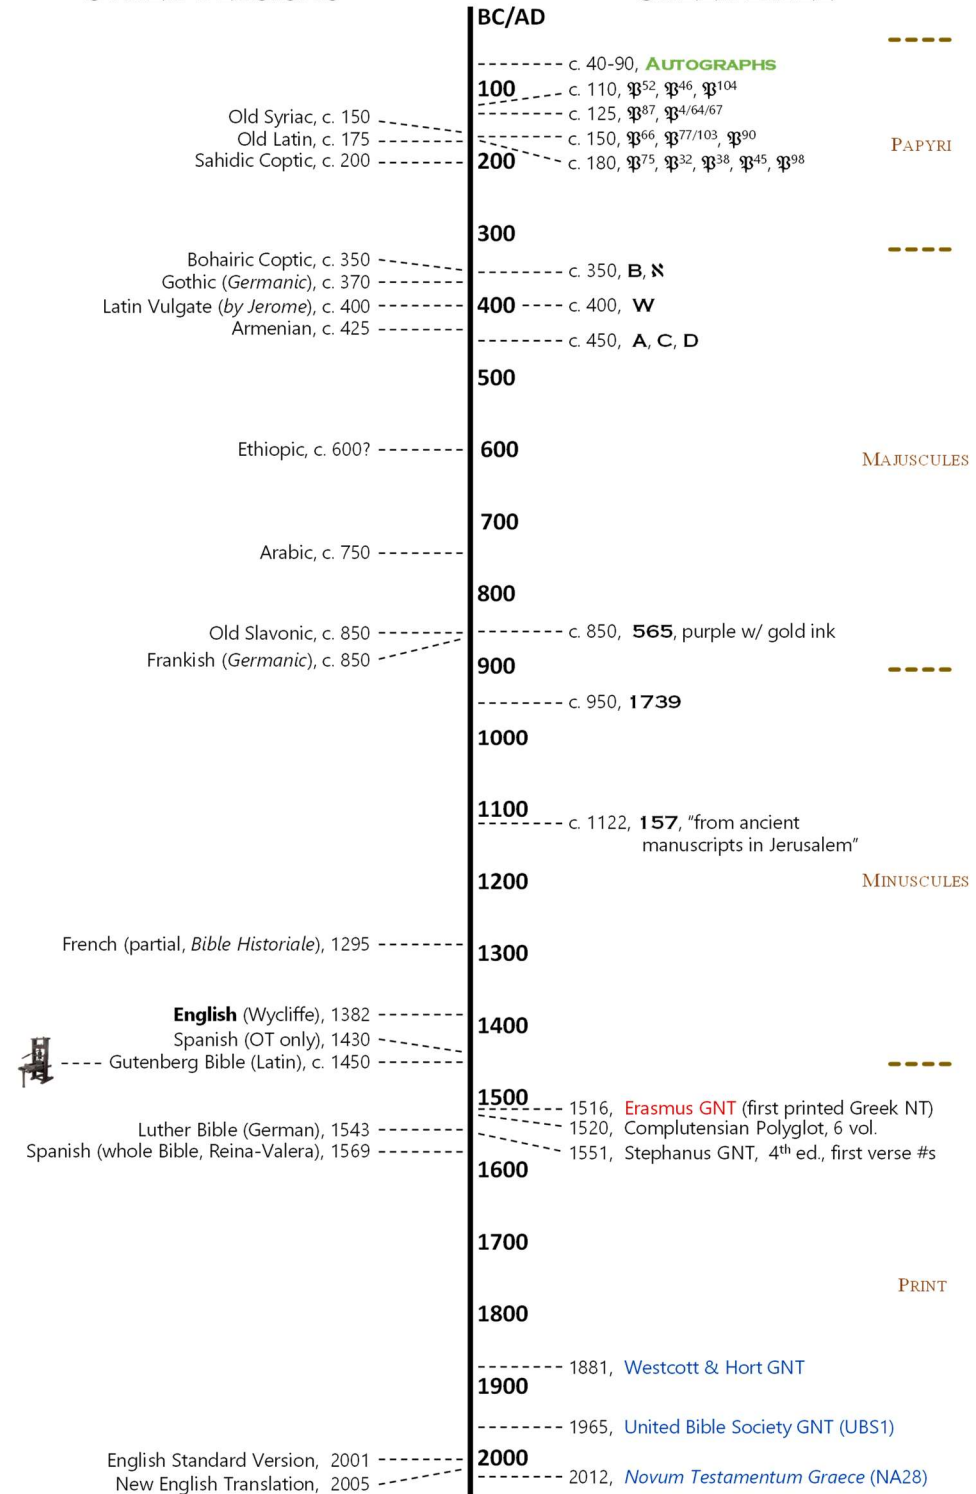 BC/AD
c. 40-90, AUTOGRAPHS
100
c. 110, 𝔓⁵², 𝔓⁴⁶, 𝔓¹⁰⁴
Old Syriac, c. 150
c. 125, 𝔓⁸⁷, 𝔓⁴/⁶⁴/⁶⁷
Old Latin, c. 175
c. 150, 𝔓⁶⁶, 𝔓⁷⁷/¹⁰³, 𝔓⁹⁰
PAPYRI
Sahidic Coptic, c. 200
200
c. 180, 𝔓⁷⁵, 𝔓³², 𝔓³⁸, 𝔓⁴⁵, 𝔓⁹⁸
300
Bohairic Coptic, c. 350
c. 350, B, ℵ
Gothic (Germanic), c. 370
Latin Vulgate (by Jerome), c. 400
400
c. 400, W
Armenian, c. 425
c. 450, A, C, D
500
Ethiopic, c. 600?
600
MAJUSCULES
700
Arabic, c. 750
800
Old Slavonic, c. 850
c. 850, 565, purple w/ gold ink
Frankish (Germanic), c. 850
900
c. 950, 1739
1000
1100
c. 1122, 157, “from ancient
manuscripts in Jerusalem”
1200
MINUSCULES
French (partial, Bible Historiale), 1295
1300
English (Wycliffe), 1382
1400
Spanish (OT only), 1430
Gutenberg Bible (Latin), c. 1450
1500
1516, Erasmus GNT (first printed Greek NT)
Luther Bible (German), 1543
1520, Complutensian Polyglot, 6 vol.
Spanish (whole Bible, Reina-Valera), 1569
1551, Stephanus GNT, 4th ed., first verse #s
1600
1700
PRINT
1800
1881, Westcott & Hort GNT
1900
1965, United Bible Society GNT (UBS1)
English Standard Version, 2001
2000
New English Translation, 2005
2012, Novum Testamentum Graece (NA28)